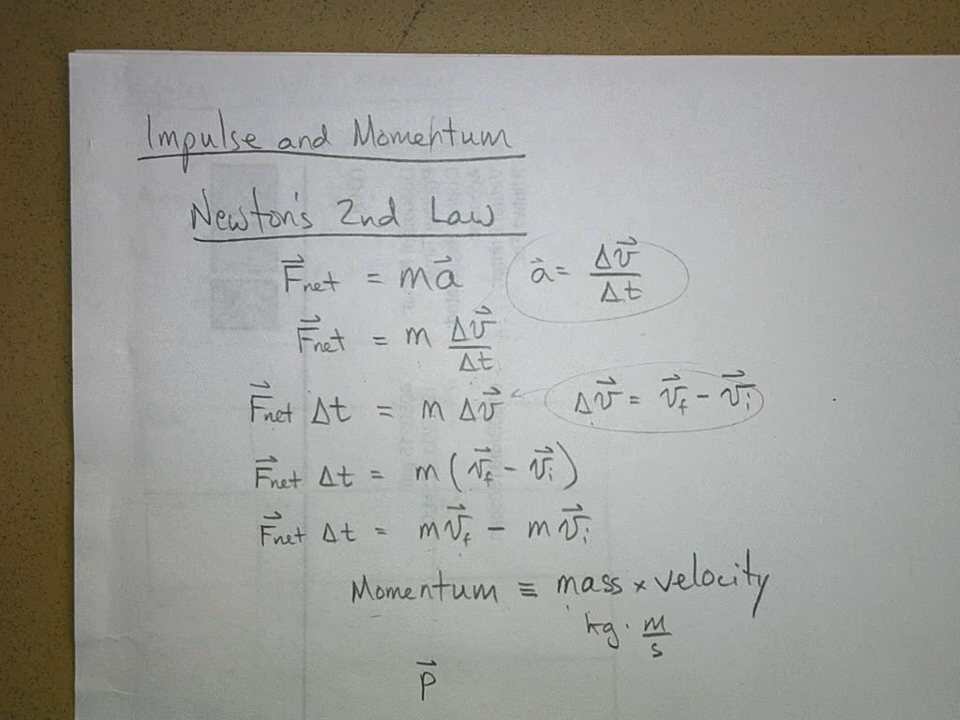 Impulse and Momentum
Newton's 2nd Law
F⃗net = ma⃗ a⃗ = Δv⃗/Δt
F⃗net = m Δv⃗/Δt
F⃗net Δt = m Δv⃗ Δv⃗ = v⃗f - v⃗i
F⃗net Δt = m(v⃗f - v⃗i)
F⃗net Δt = mv⃗f - mv⃗i
Momentum ≡ mass × velocity
kg · m/s
p⃗